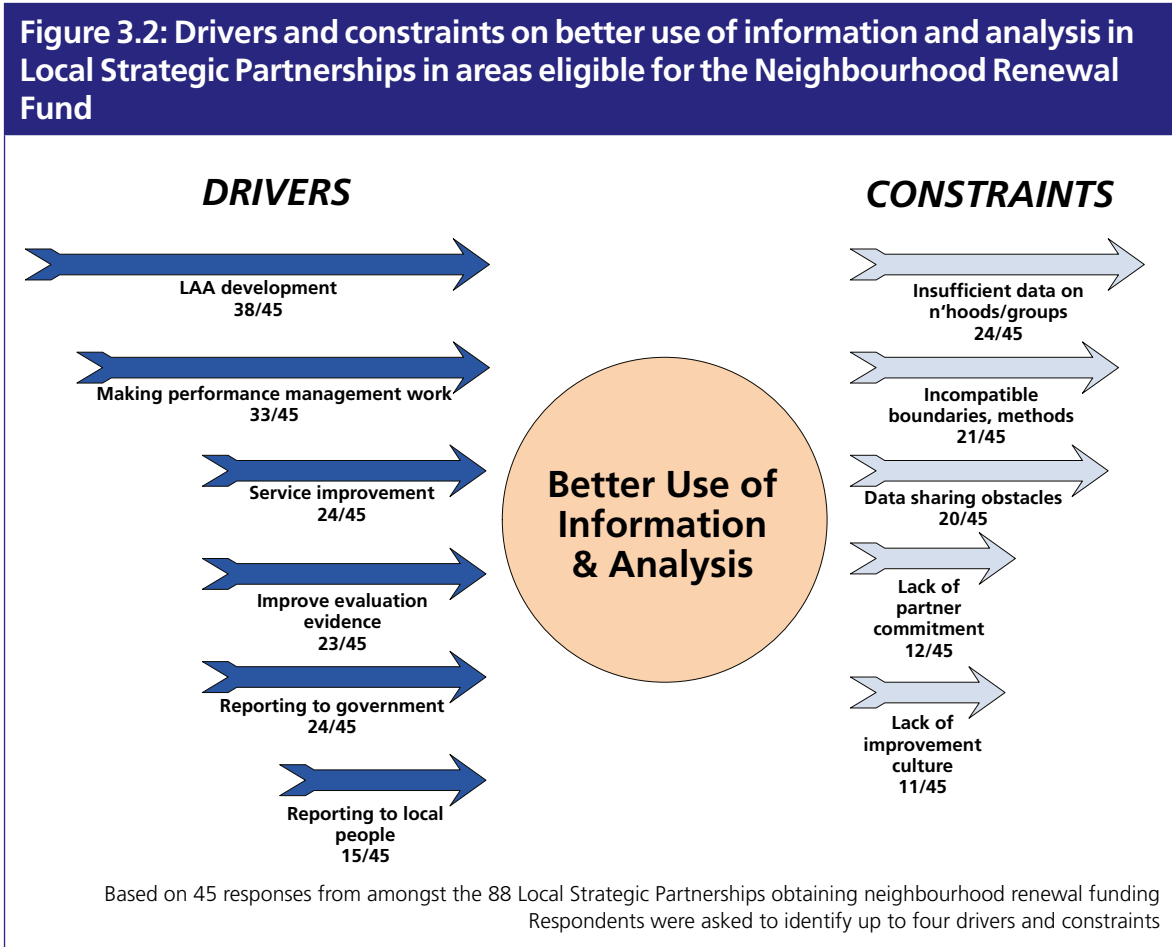 Figure 3.2: Drivers and constraints on better use of information and analysis in
Local Strategic Partnerships in areas eligible for the Neighbourhood Renewal
Fund
DRIVERS
LAA development
38/45
Making performance management work
33/45
Service improvement
24/45
Improve evaluation
evidence
23/45
Reporting to government
24/45
Reporting to local
people
15/45
Better Use of
Information
& Analysis
CONSTRAINTS
Insufficient data on
n‘hoods/groups
24/45
Incompatible
boundaries, methods
21/45
Data sharing obstacles
20/45
Lack of
partner
commitment
12/45
Lack of
improvement
culture
11/45
Based on 45 responses from amongst the 88 Local Strategic Partnerships obtaining neighbourhood renewal funding
Respondents were asked to identify up to four drivers and constraints